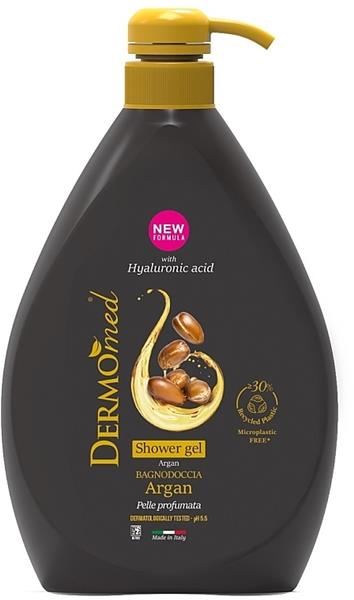 NEW
FORMULA
with
Hyaluronic acid
DERMOmed®
≥30%
Recycled Plastic
Microplastic
FREE*
Shower gel
Argan
BAGNODOCCIA
Argan
Pelle profumata
DERMATOLOGICALLY TESTED - pH 5.5
Made in Italy